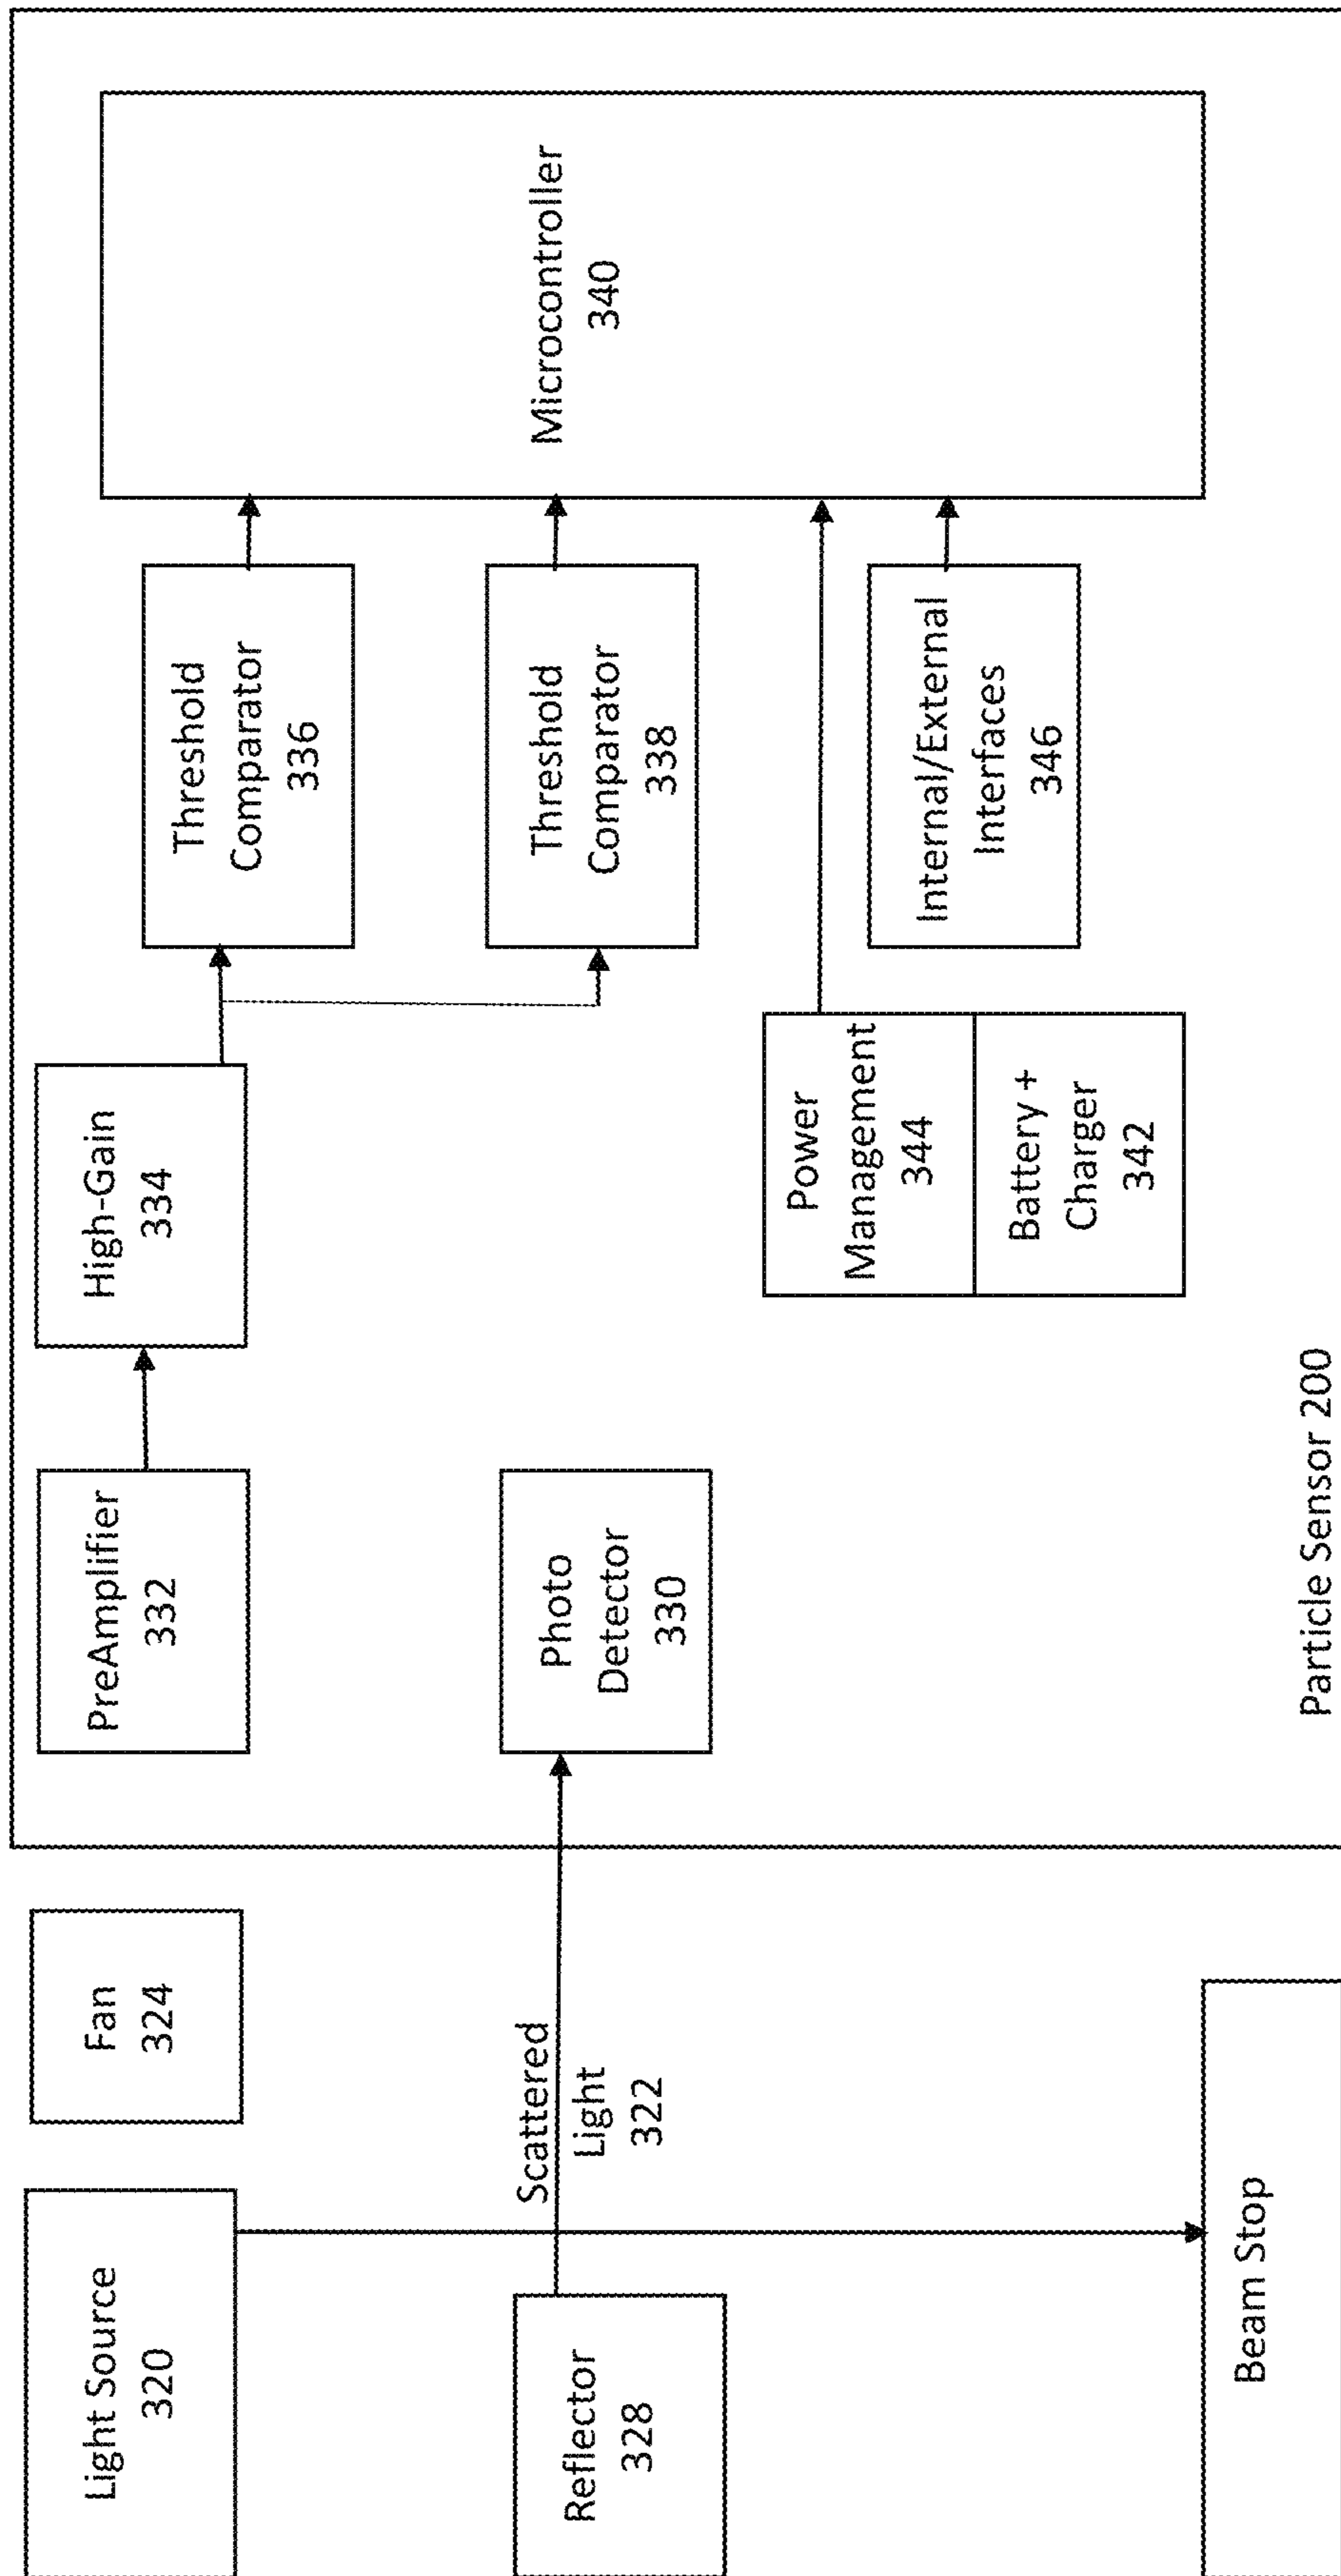 Light Source
320
Fan
324
PreAmplifier
332
High-Gain
334
Threshold
Comparator
336
Microcontroller
340
Reflector
328
Scattered
Light
322
Photo
Detector
330
Threshold
Comparator
338
Power
Management
344
Battery +
Charger
342
Internal/External
Interfaces
346
Beam Stop
Particle Sensor 200